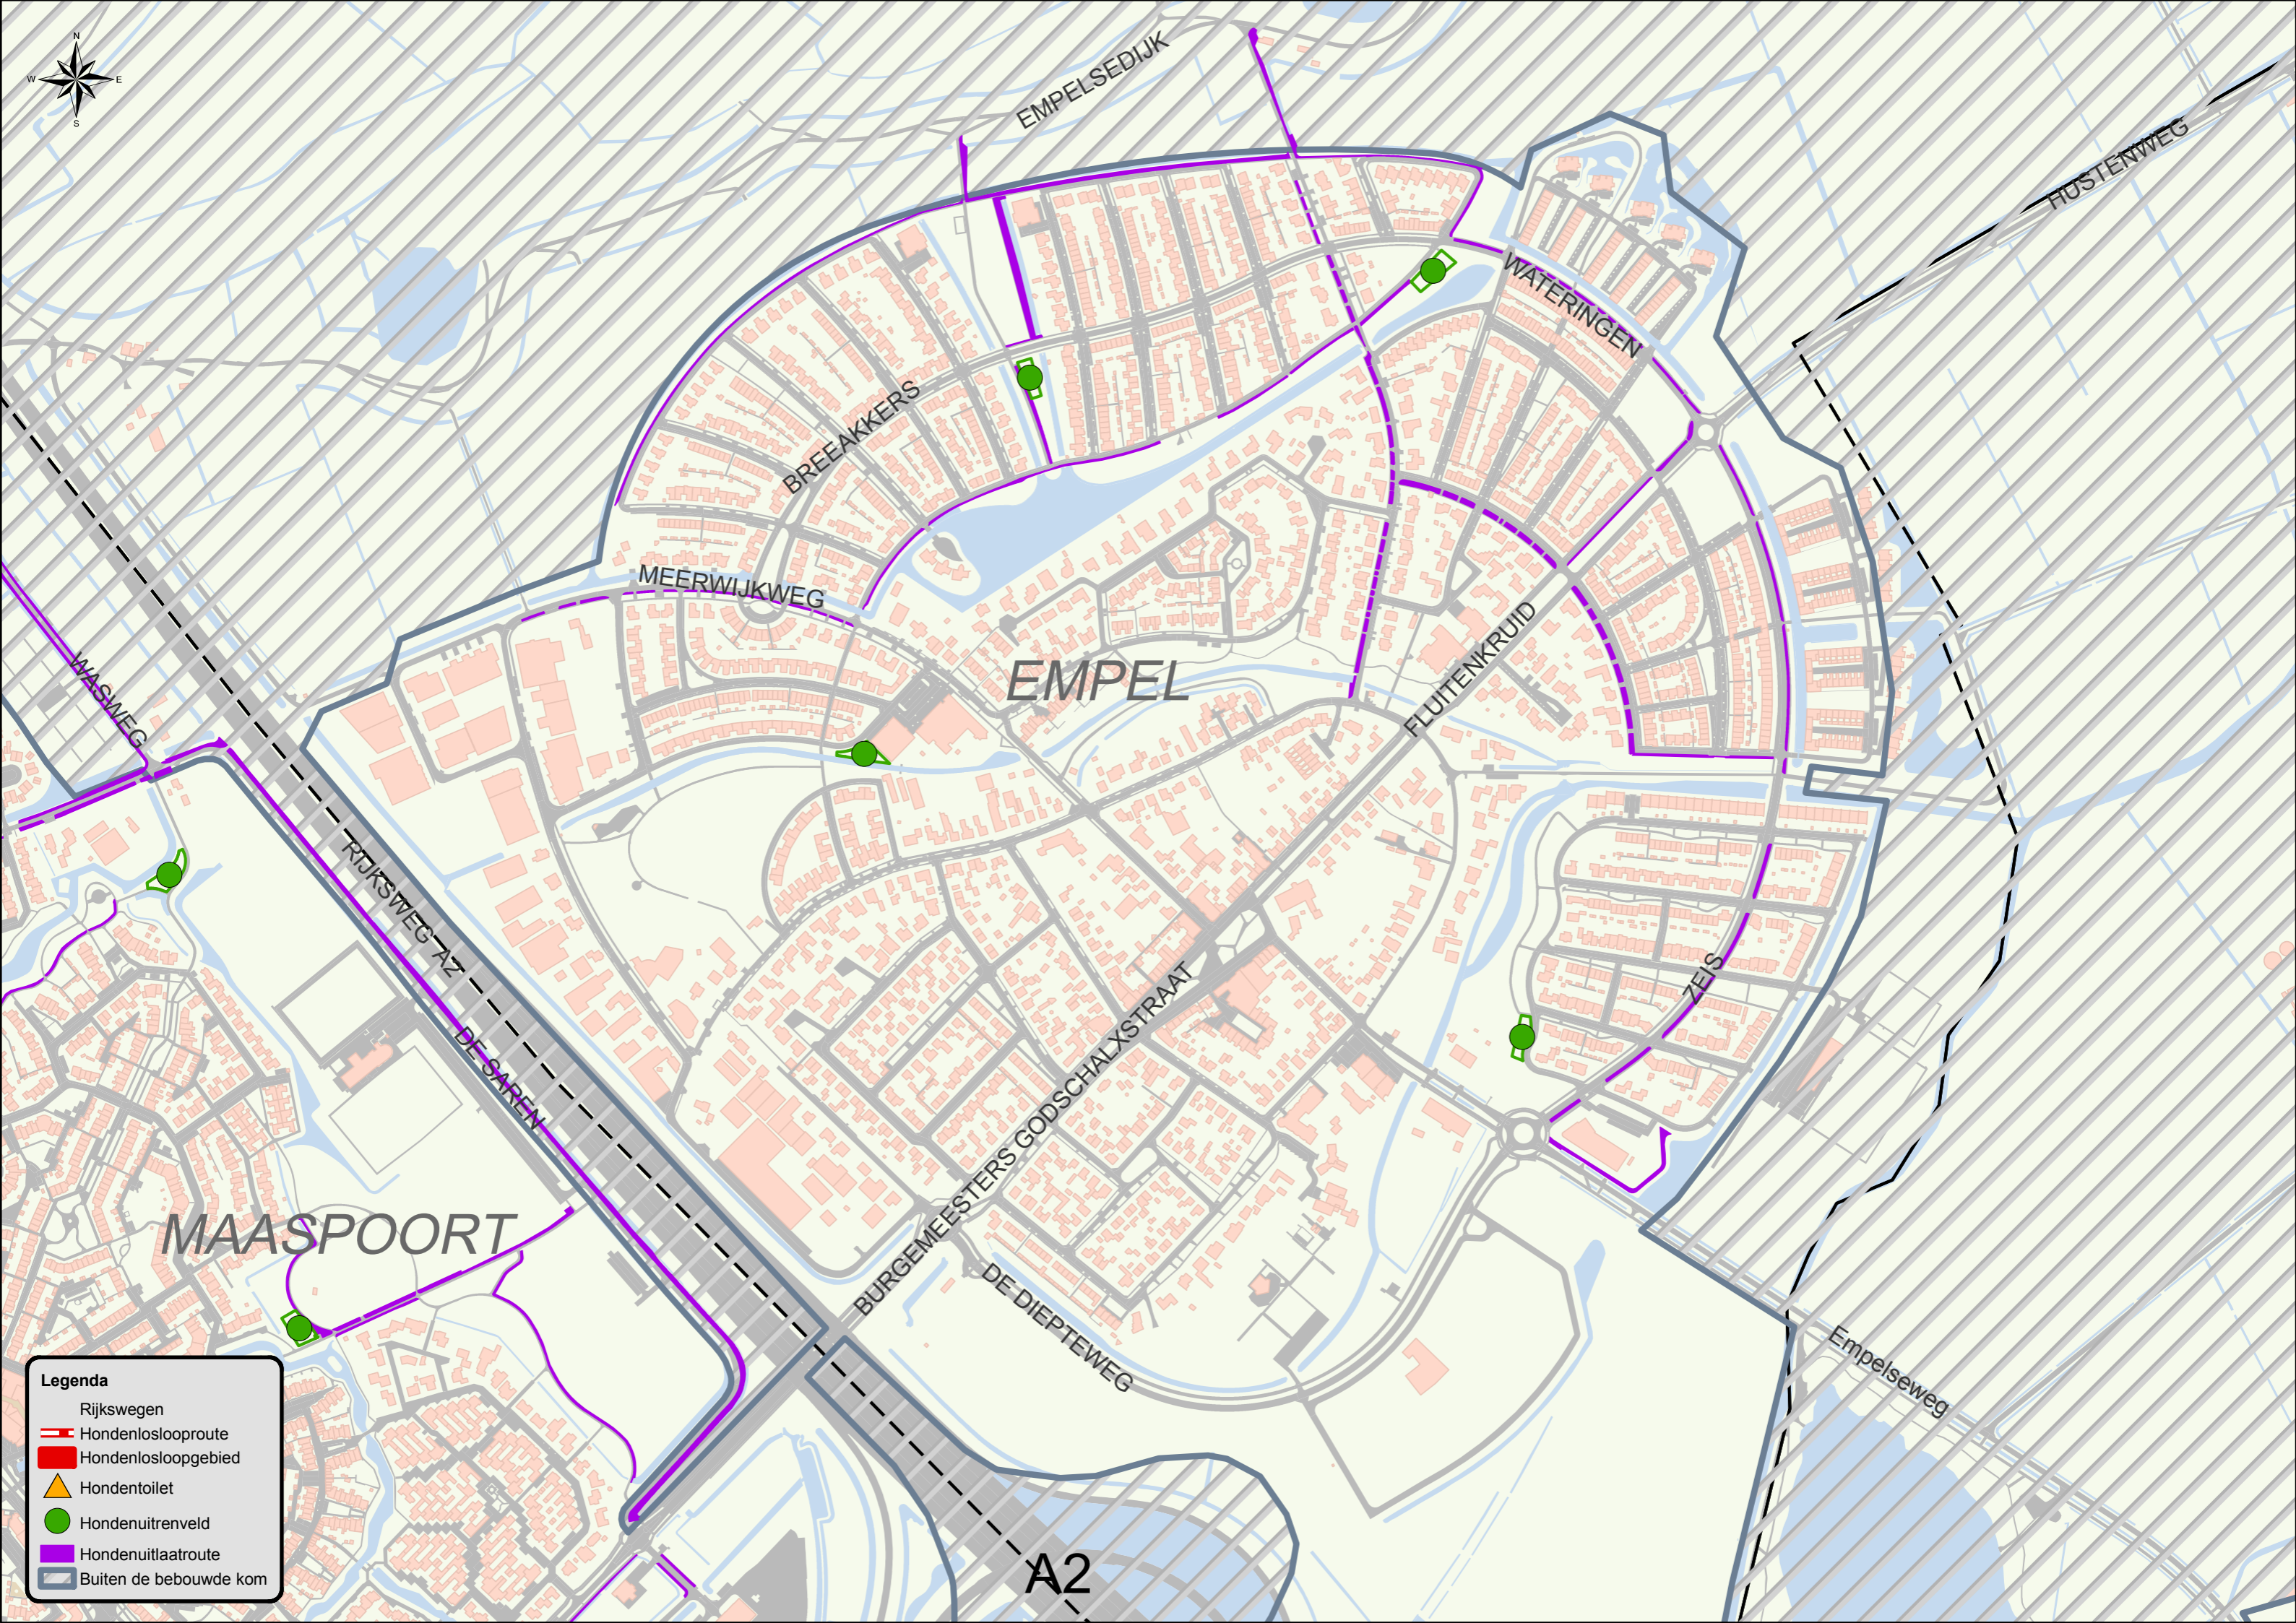 N
W E
S
EMPELSEDIJK
HUSTENWEG
WATERINGEN
BREEAKKERS
MEERWIJKWEG
WASWEG
EMPEL
FLUITENKRUID
RIJKSWEG A2
ZEIS
DE SAREN
BURGEMEESTERS GODSCHALXSTRAAT
MAASPOORT
DE DIEPTEWEG
Empelseweg
A2
Legenda
Rijkswegen
Hondenloslooproute
Hondenlosloopgebied
Hondentoilet
Hondenuitrenveld
Hondenuitlaatroute
Buiten de bebouwde kom